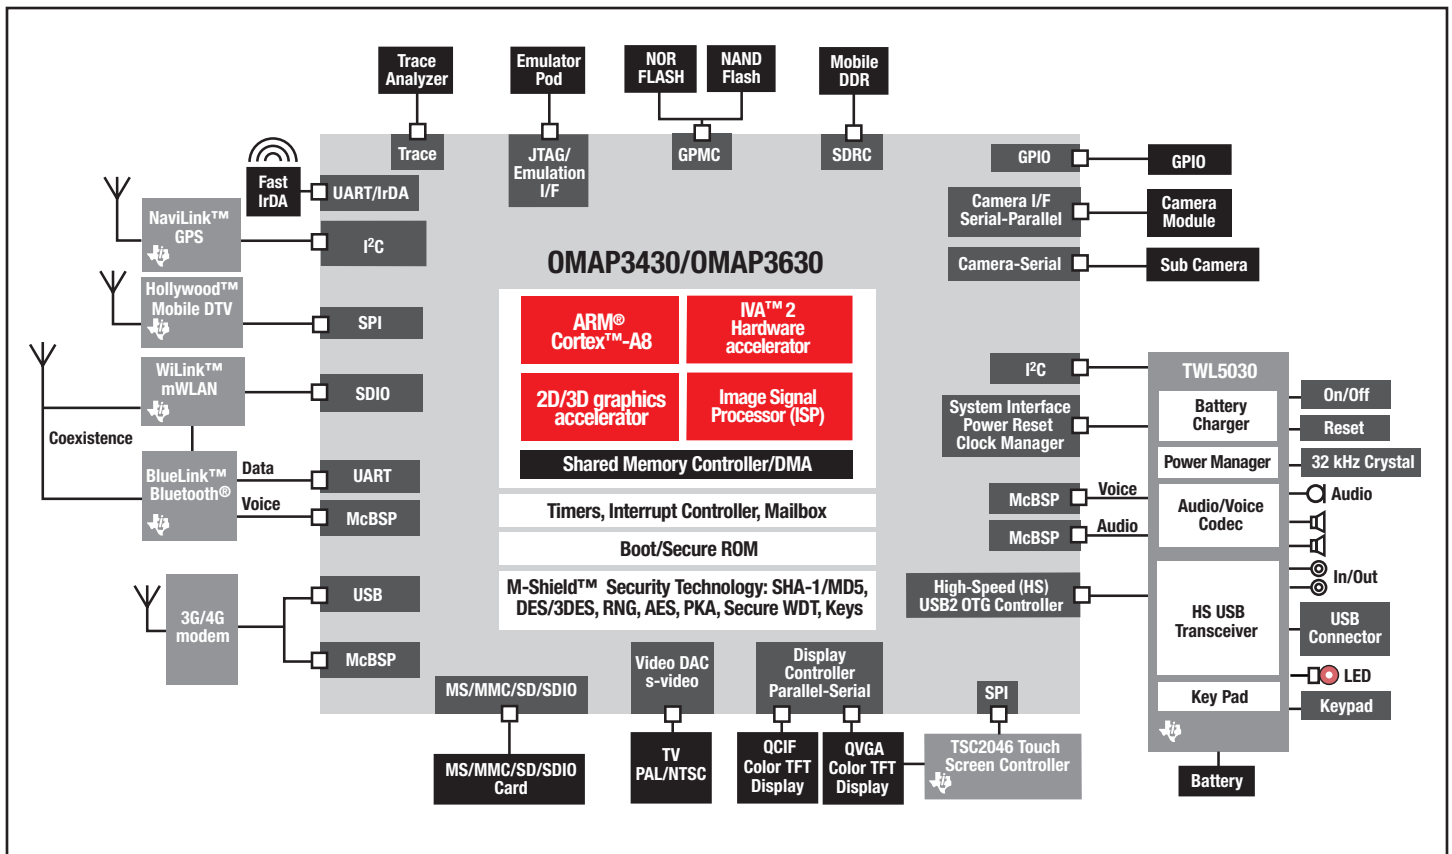 Trace
Analyzer
Emulator
Pod
NOR
FLASH
NAND
Flash
Mobile
DDR
Trace
JTAG/
Emulation
I/F
GPMC
SDRC
GPIO
GPIO
Fast
IrDA
UART/IrDA
Camera I/F
Serial-Parallel
Camera
Module
NaviLink™
GPS
I²C
Camera-Serial
Sub Camera
OMAP3430/OMAP3630
Hollywood™
Mobile DTV
SPI
ARM®
Cortex™-A8
IVA™ 2
Hardware
accelerator
WiLink™
mWLAN
SDIO
2D/3D graphics
accelerator
Image Signal
Processor (ISP)
I²C
TWL5030
System Interface
Power Reset
Clock Manager
Battery
Charger
On/Off
Reset
Coexistence
Shared Memory Controller/DMA
Power Manager
32 kHz Crystal
BlueLink™
Bluetooth®
Data
UART
Voice
McBSP
Timers, Interrupt Controller, Mailbox
McBSP
Voice
McBSP
Audio
Audio/Voice
Codec
Audio
Boot/Secure ROM
M-Shield™ Security Technology: SHA-1/MD5,
DES/3DES, RNG, AES, PKA, Secure WDT, Keys
High-Speed (HS)
USB2 OTG Controller
In/Out
HS USB
Transceiver
USB
Connector
3G/4G
modem
USB
McBSP
LED
Key Pad
Keypad
MS/MMC/SD/SDIO
Video DAC
s-video
Display
Controller
Parallel-Serial
SPI
MS/MMC/SD/SDIO
Card
TV
PAL/NTSC
QCIF
Color TFT
Display
QVGA
Color TFT
Display
TSC2046 Touch
Screen Controller
Battery